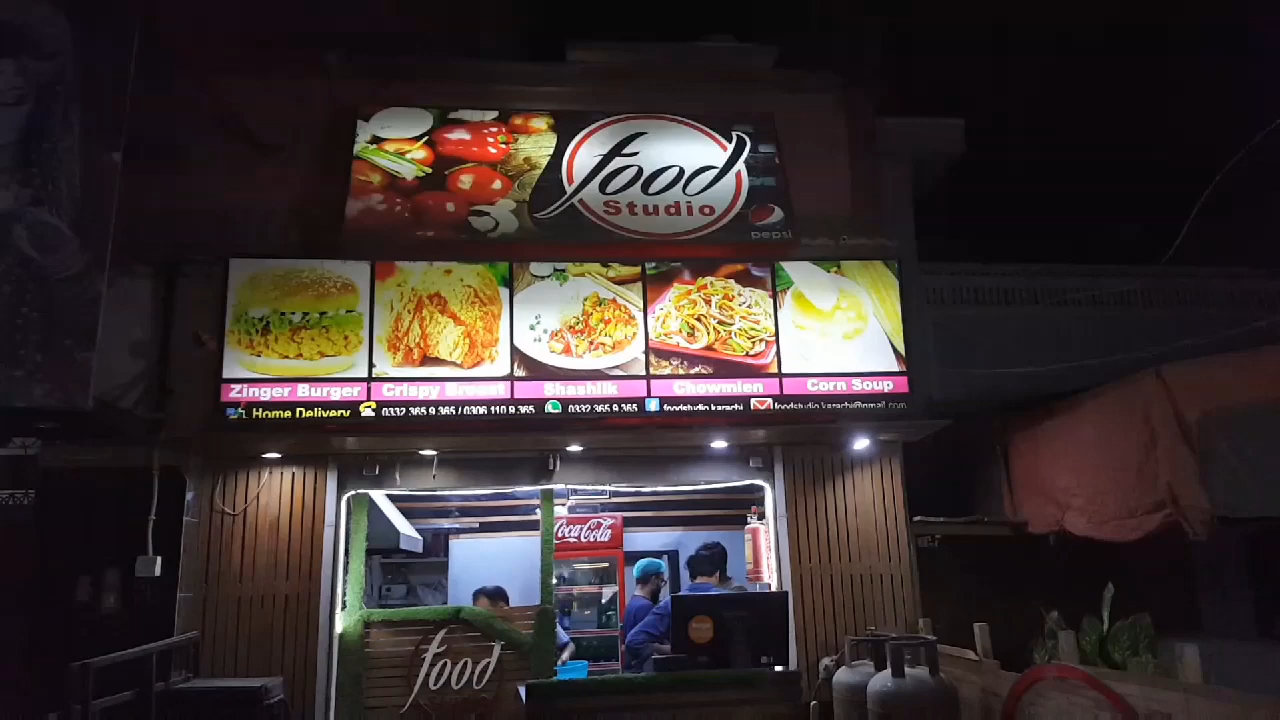 food
Studio
pepsi
Zinger Burger Crispy Broast Shashlik Chowmien Corn Soup
Home Delivery 0332 365 9 365 / 0306 110 9 365 0332 365 9 365 foodstudio.karachi foodstudio.karachi@gmail.com
Coca-Cola
food
LG